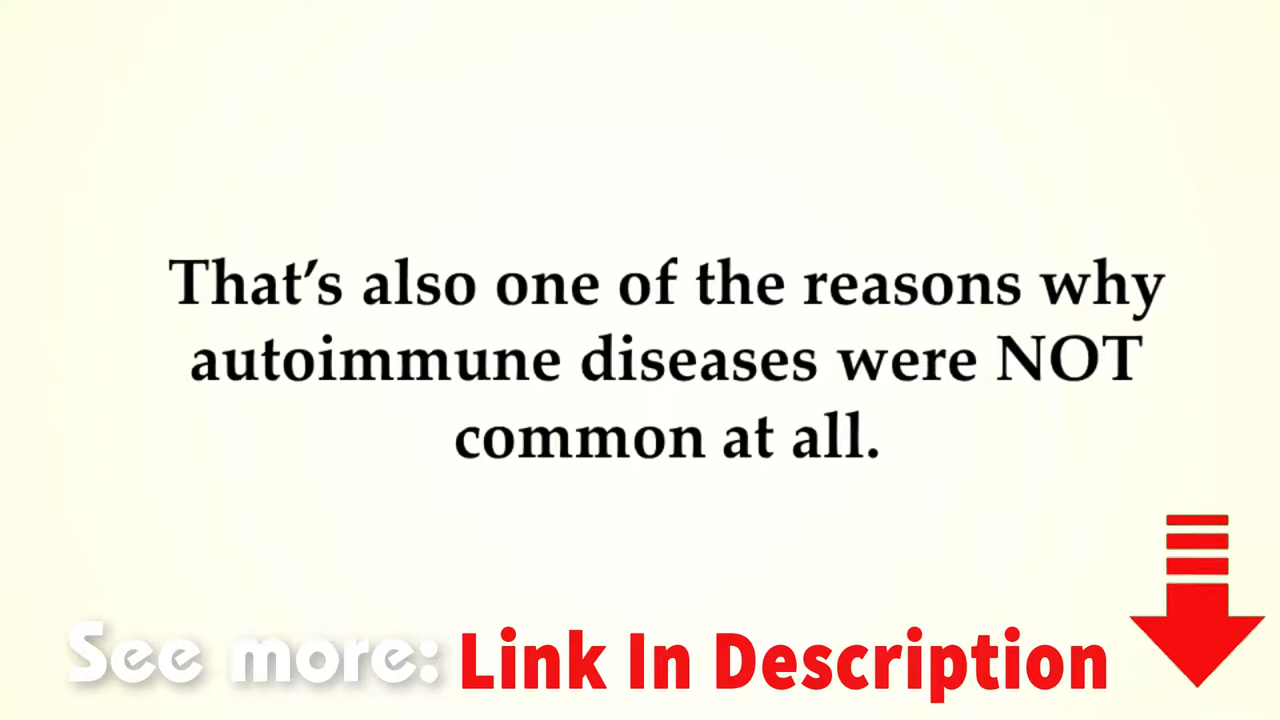 That’s also one of the reasons why
autoimmune diseases were NOT
common at all.
See more: Link In Description